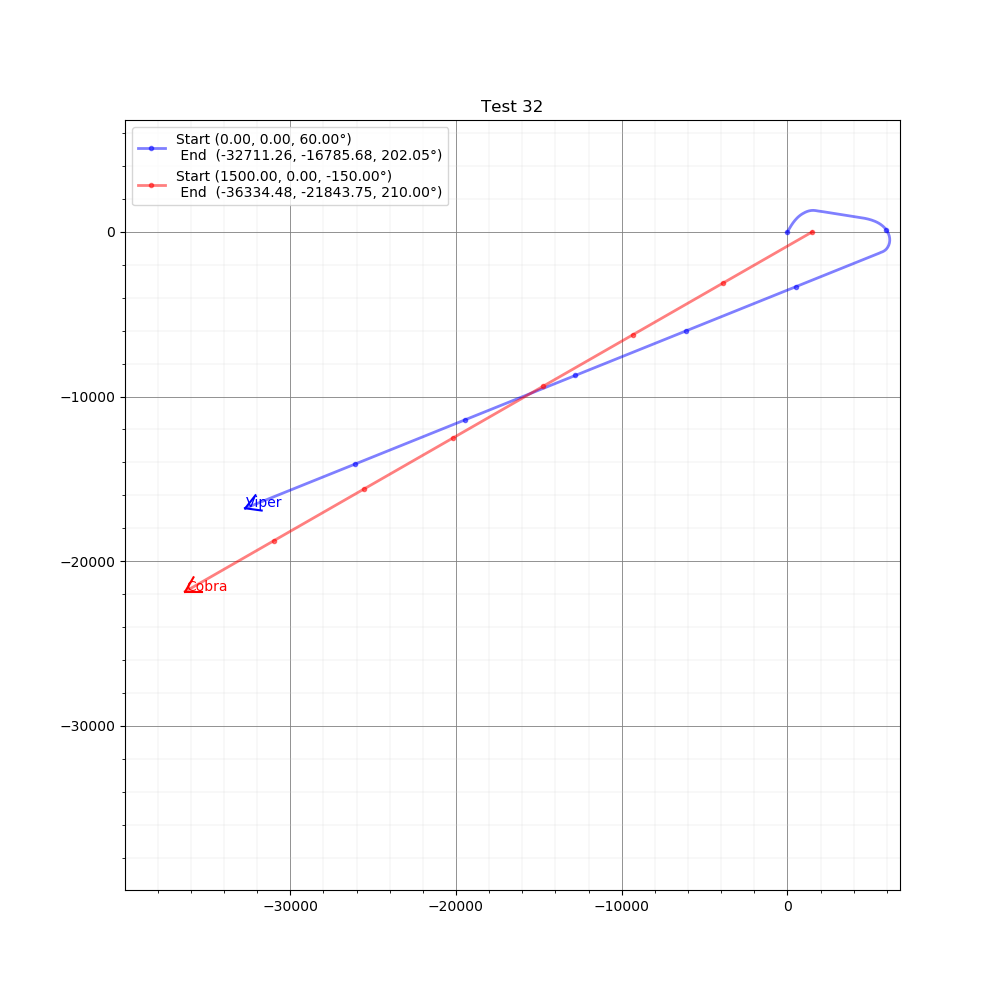 Test 32
Start (0.00, 0.00, 60.00°)
End (-32711.26, -16785.68, 202.05°)
Start (1500.00, 0.00, -150.00°)
End (-36334.48, -21843.75, 210.00°)
0
−10000
−20000
−30000
Viper
Cobra
−30000
−20000
−10000
0